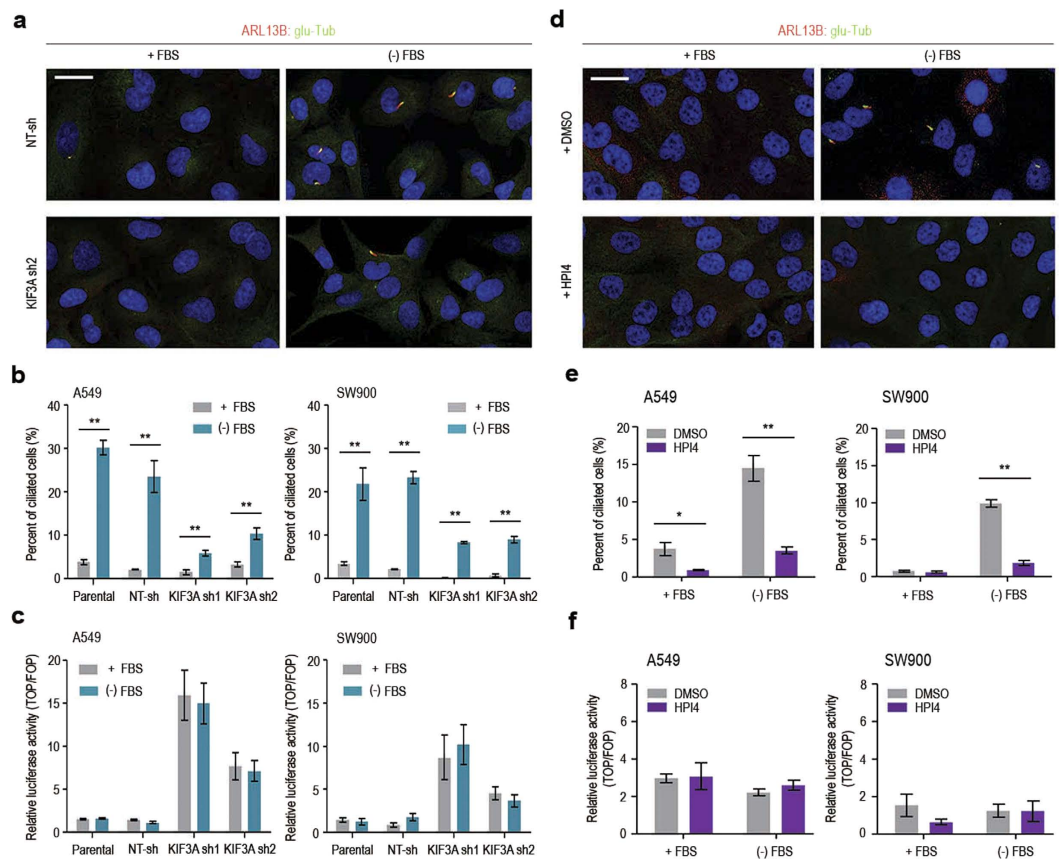 a
ARL13B: glu-Tub
+ FBS
(-) FBS
NT-sh
KIF3A sh2
b
A549
Percent of ciliated cells (%)
40
30
20
10
0
+ FBS
(-) FBS
**
**
**
**
Parental
NT-sh
KIF3A sh1
KIF3A sh2
SW900
Percent of ciliated cells (%)
40
30
20
10
0
+ FBS
(-) FBS
**
**
**
**
Parental
NT-sh
KIF3A sh1
KIF3A sh2
c
A549
Relative luciferase activity (TOP/FOP)
20
15
10
5
0
+ FBS
(-) FBS
Parental
NT-sh
KIF3A sh1
KIF3A sh2
SW900
Relative luciferase activity (TOP/FOP)
20
15
10
5
0
+ FBS
(-) FBS
Parental
NT-sh
KIF3A sh1
KIF3A sh2
d
ARL13B: glu-Tub
+ FBS
(-) FBS
+ DMSO
+ HPI4
e
A549
Percent of ciliated cells (%)
20
15
10
5
0
DMSO
HPI4
*
**
+ FBS
(-) FBS
SW900
Percent of ciliated cells (%)
20
15
10
5
0
DMSO
HPI4
**
+ FBS
(-) FBS
f
A549
Relative luciferase activity
(TOP/FOP)
8
6
4
2
0
DMSO
HPI4
+ FBS
(-) FBS
SW900
Relative luciferase activity
(TOP/FOP)
8
6
4
2
0
DMSO
HPI4
+ FBS
(-) FBS